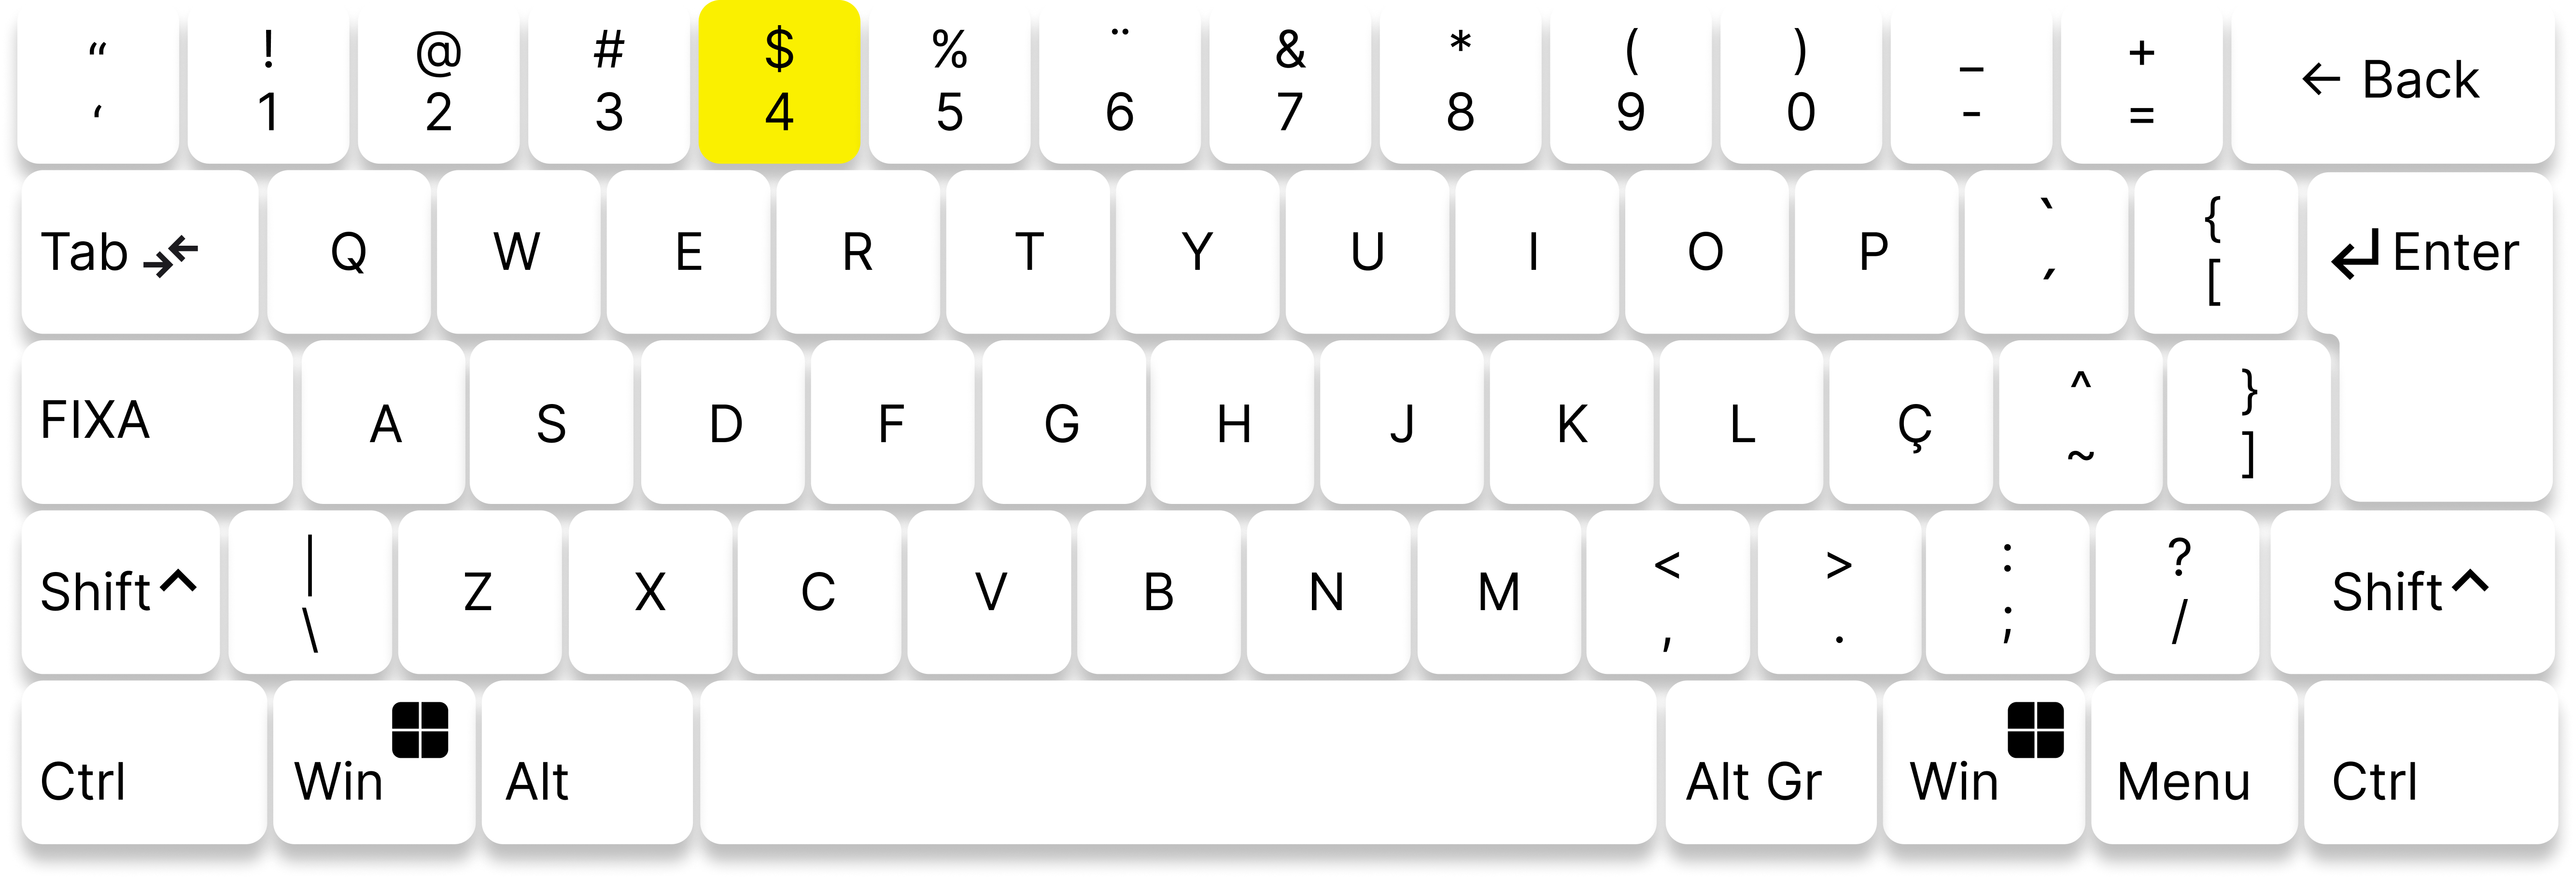 “ ! @ # $ % ¨ & * ( ) _ + ← Back
‘ 1 2 3 4 5 6 7 8 9 0 - =
Tab Q W E R T Y U I O P ` { Enter
´ [
FIXA A S D F G H J K L Ç ^ }
~ ]
Shift | Z X C V B N M < > : ? Shift
\ , . ; /
Ctrl Win Alt Alt Gr Win Menu Ctrl